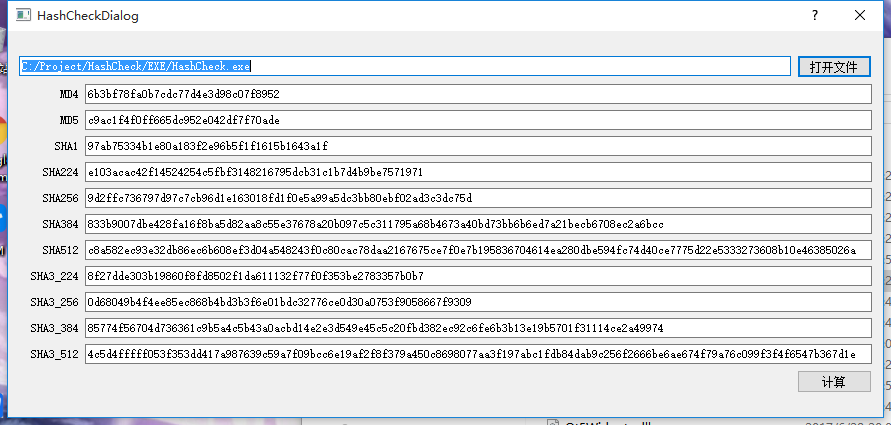 HashCheckDialog
C:/Project/HashCheck/EXE/HashCheck.exe
打开文件
MD4 6b3bf78fa0b7cdc77d4e3d98c07f8952
MD5 c9ac1f4f0ff665dc952e042df7f70ade
SHA1 97ab75334b1e80a183f2e96b5f1f1615b1643a1f
SHA224 e103acac42f14524254c5fbf3148216795dcb31c1b7d4b9be7571971
SHA256 9d2ffc736797d97c7cb96d1e163018fd1f0e5a99a5dc3bb80ebf02ad3c3dc75d
SHA384 833b9007dbe428fa16f8ba5d82aa8c55e37678a20b097c5c311795a68b4673a40bd73bb6b6ed7a21becb6708ec2a6bcc
SHA512 c8a582ec93e32db86ec6b608ef3d04a548243f0c80cac78daa2167675ce7f0e7b195836704614ea280dbe594fc74d40ce7775d22e5333273608b10e46385026a
SHA3_224 8f27dde303b19860f8fd8502f1da611132f77f0f353be2783357b0b7
SHA3_256 0d68049b4f4ee85ec868b4bd3b3f6e01bdc32776ce0d30a0753f9058667f9309
SHA3_384 85774f56704d736361c9b5a4c5b43a0acbd14e2e3d549e45c5c20fbd382ec92c6fe6b3b13e19b5701f31114ce2a49974
SHA3_512 4c5d4fffff053f353dd417a987639c59a7f09bcc6e19af2f8f379a450c8698077aa3f197abc1fdb84dab9c256f2666be6ae674f79a76c099f3f4f6547b367d1e
计算